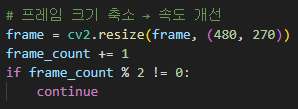 # 프레임 크기 축소 → 속도 개선
frame = cv2.resize(frame, (480, 270))
frame_count += 1
if frame_count % 2 != 0:
    continue